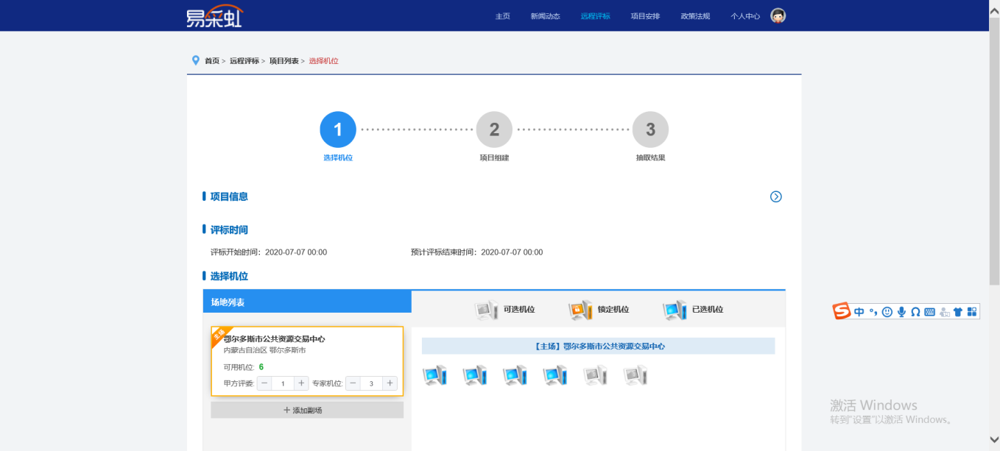 易采虹
主页 新闻动态 远程评标 项目安排 政策法规 个人中心
首页 > 远程评标 > 项目列表 > 选择机位
1 2 3
选择机位 项目组建 抽取结果
项目信息
评标时间
评标开始时间：2020-07-07 00:00 预计评标结束时间：2020-07-07 00:00
选择机位
场地列表
可选机位 锁定机位 已选机位
主场
鄂尔多斯市公共资源交易中心
内蒙古自治区 鄂尔多斯市
可用机位: 6
甲方评委: － 1 + 专家机位: － 3 +
+ 添加副场
【主场】鄂尔多斯市公共资源交易中心
S 中 °,
激活 Windows
转到"设置"以激活 Windows。